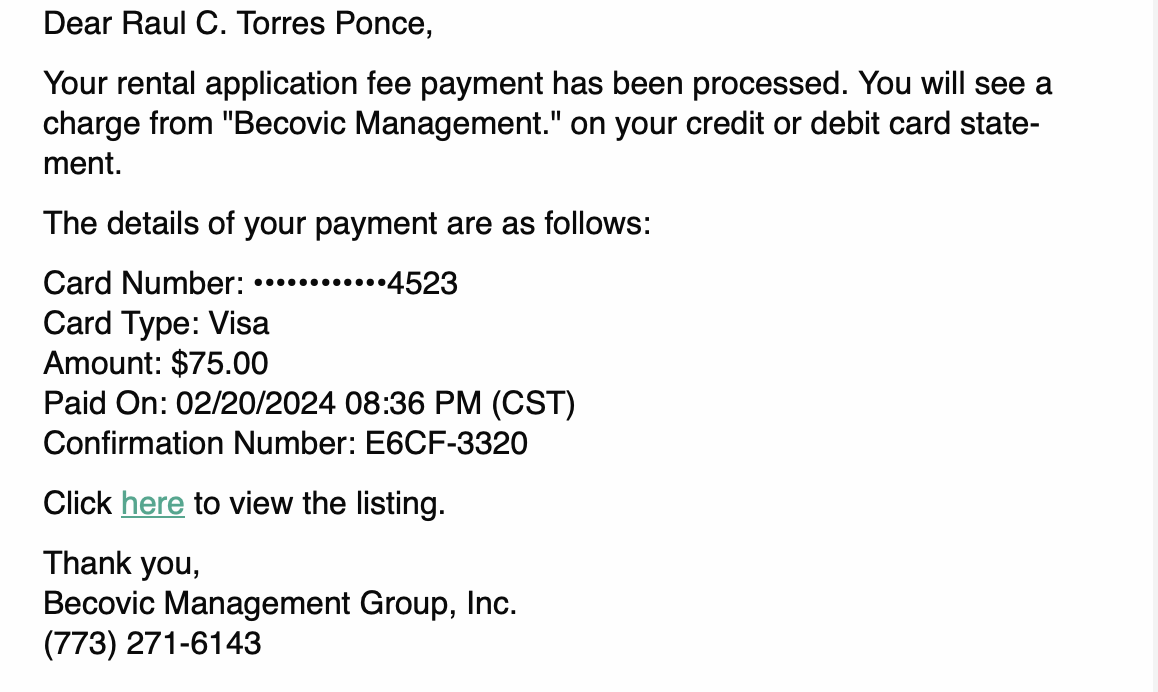 Dear Raul C. Torres Ponce,
Your rental application fee payment has been processed. You will see a
charge from "Becovic Management." on your credit or debit card state-
ment.
The details of your payment are as follows:
Card Number: ••••••••••••4523
Card Type: Visa
Amount: $75.00
Paid On: 02/20/2024 08:36 PM (CST)
Confirmation Number: E6CF-3320
Click here to view the listing.
Thank you,
Becovic Management Group, Inc.
(773) 271-6143